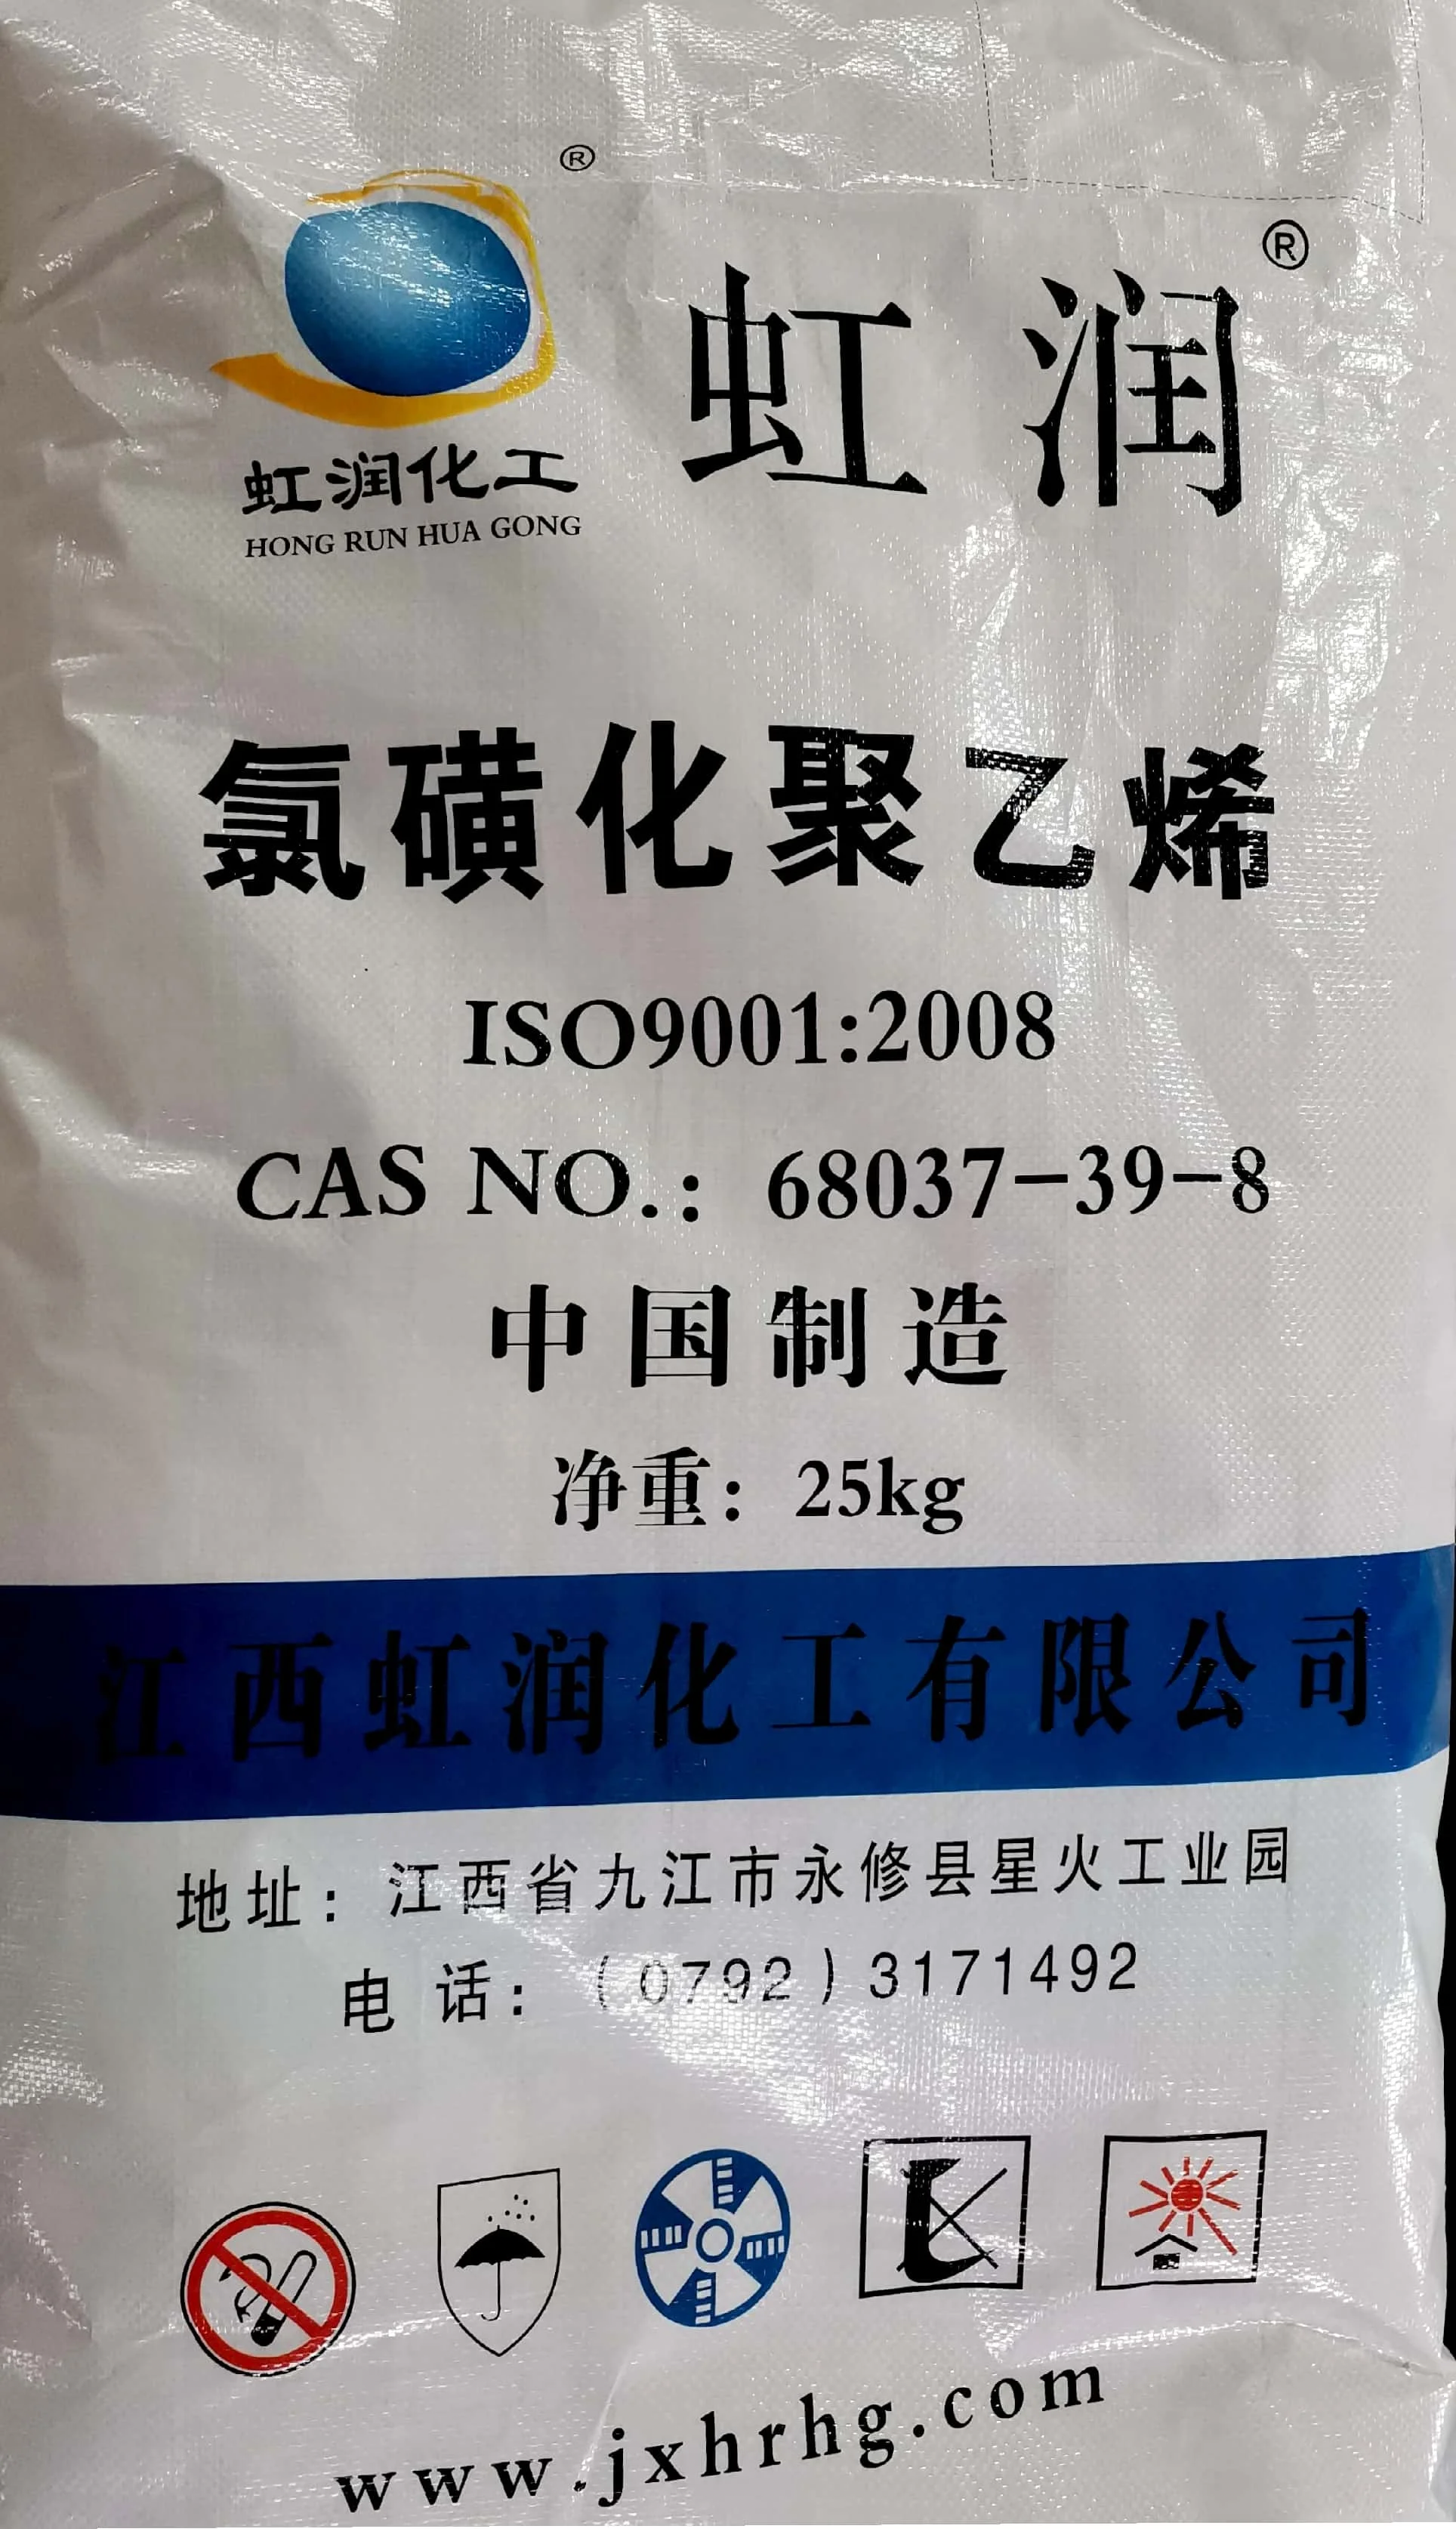 ®
虹润®
虹润化工
HONG RUN HUA GONG
氯磺化聚乙烯
ISO9001:2008
CAS NO.: 68037-39-8
中国制造
净重: 25kg
江西虹润化工有限公司
地址: 江西省九江市永修县星火工业园
电 话: (0792) 3171492
www.jxhrhg.com